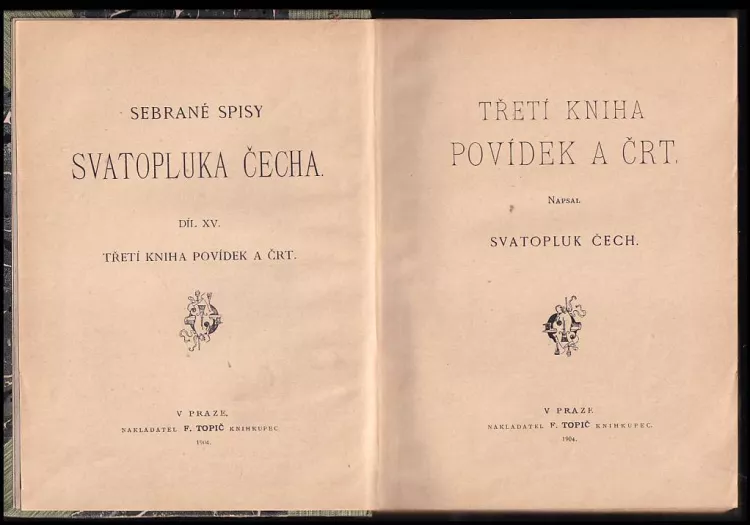 SEBRANÉ SPISY
SVATOPLUKA ČECHA.
DÍL XV.
TŘETÍ KNIHA POVÍDEK A ČRT.
V PRAZE.
NAKLADATEL F. TOPIČ KNIHKUPEC
1904.
TŘETÍ KNIHA
POVÍDEK A ČRT.
NAPSAL
SVATOPLUK ČECH.
V PRAZE
NAKLADATEL F. TOPIČ KNIHKUPEC.
1904.